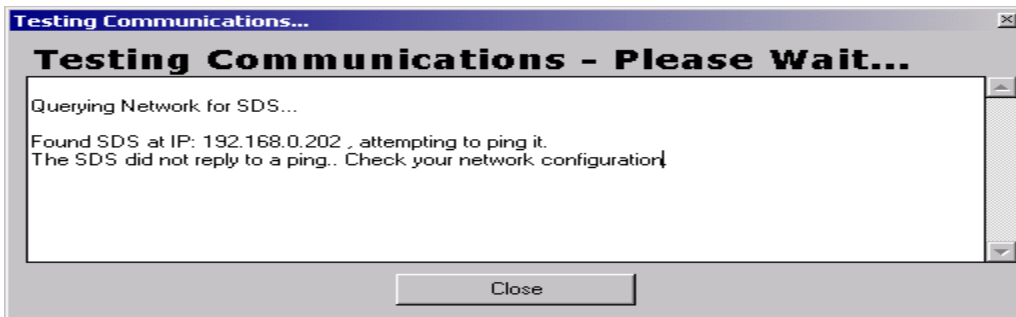 Testing Communications...
Testing Communications - Please Wait...
Querying Network for SDS...
Found SDS at IP: 192.168.0.202 , attempting to ping it.
The SDS did not reply to a ping.. Check your network configuration.
Close